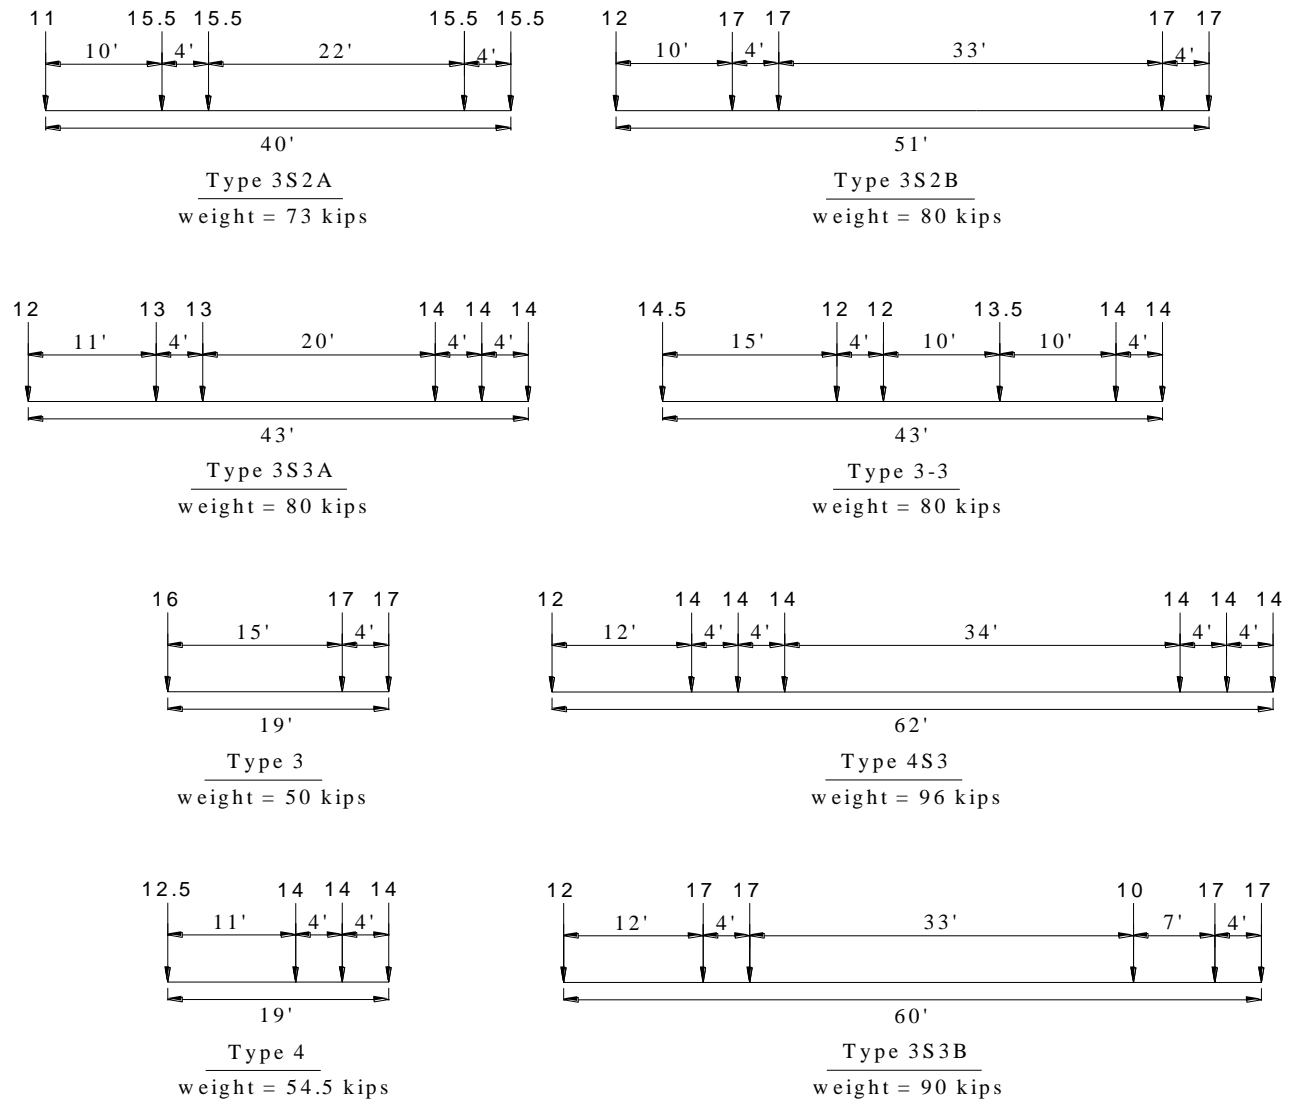 11 15.5 15.5 15.5 15.5
10' 4' 22' 4'
40'
Type 3S2A
weight = 73 kips
12 17 17 17 17
10' 4' 33' 4'
51'
Type 3S2B
weight = 80 kips
12 13 13 14 14 14
11' 4' 20' 4' 4'
43'
Type 3S3A
weight = 80 kips
14.5 12 12 13.5 14 14
15' 4' 10' 10' 4'
43'
Type 3-3
weight = 80 kips
16 17 17
15' 4'
19'
Type 3
weight = 50 kips
12 14 14 14 14 14 14
12' 4' 4' 34' 4' 4'
62'
Type 4S3
weight = 96 kips
12.5 14 14 14
11' 4' 4'
19'
Type 4
weight = 54.5 kips
12 17 17 10 17 17
12' 4' 33' 7' 4'
60'
Type 3S3B
weight = 90 kips